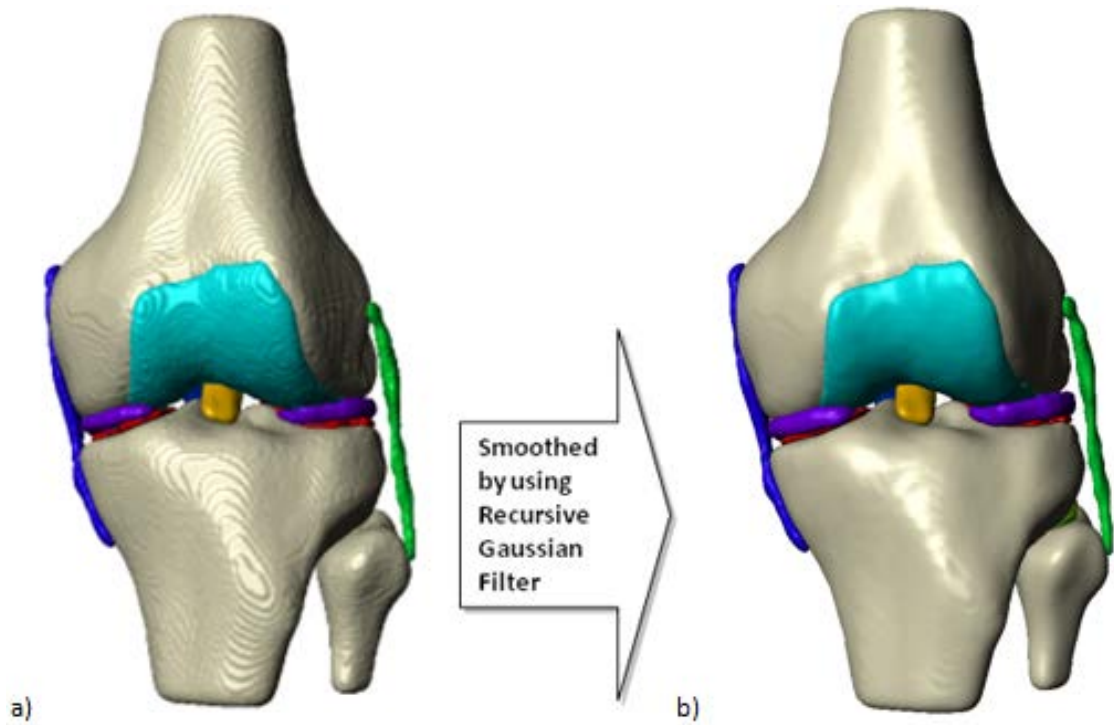 Smoothed
by using
Recursive
Gaussian
Filter
a)
b)